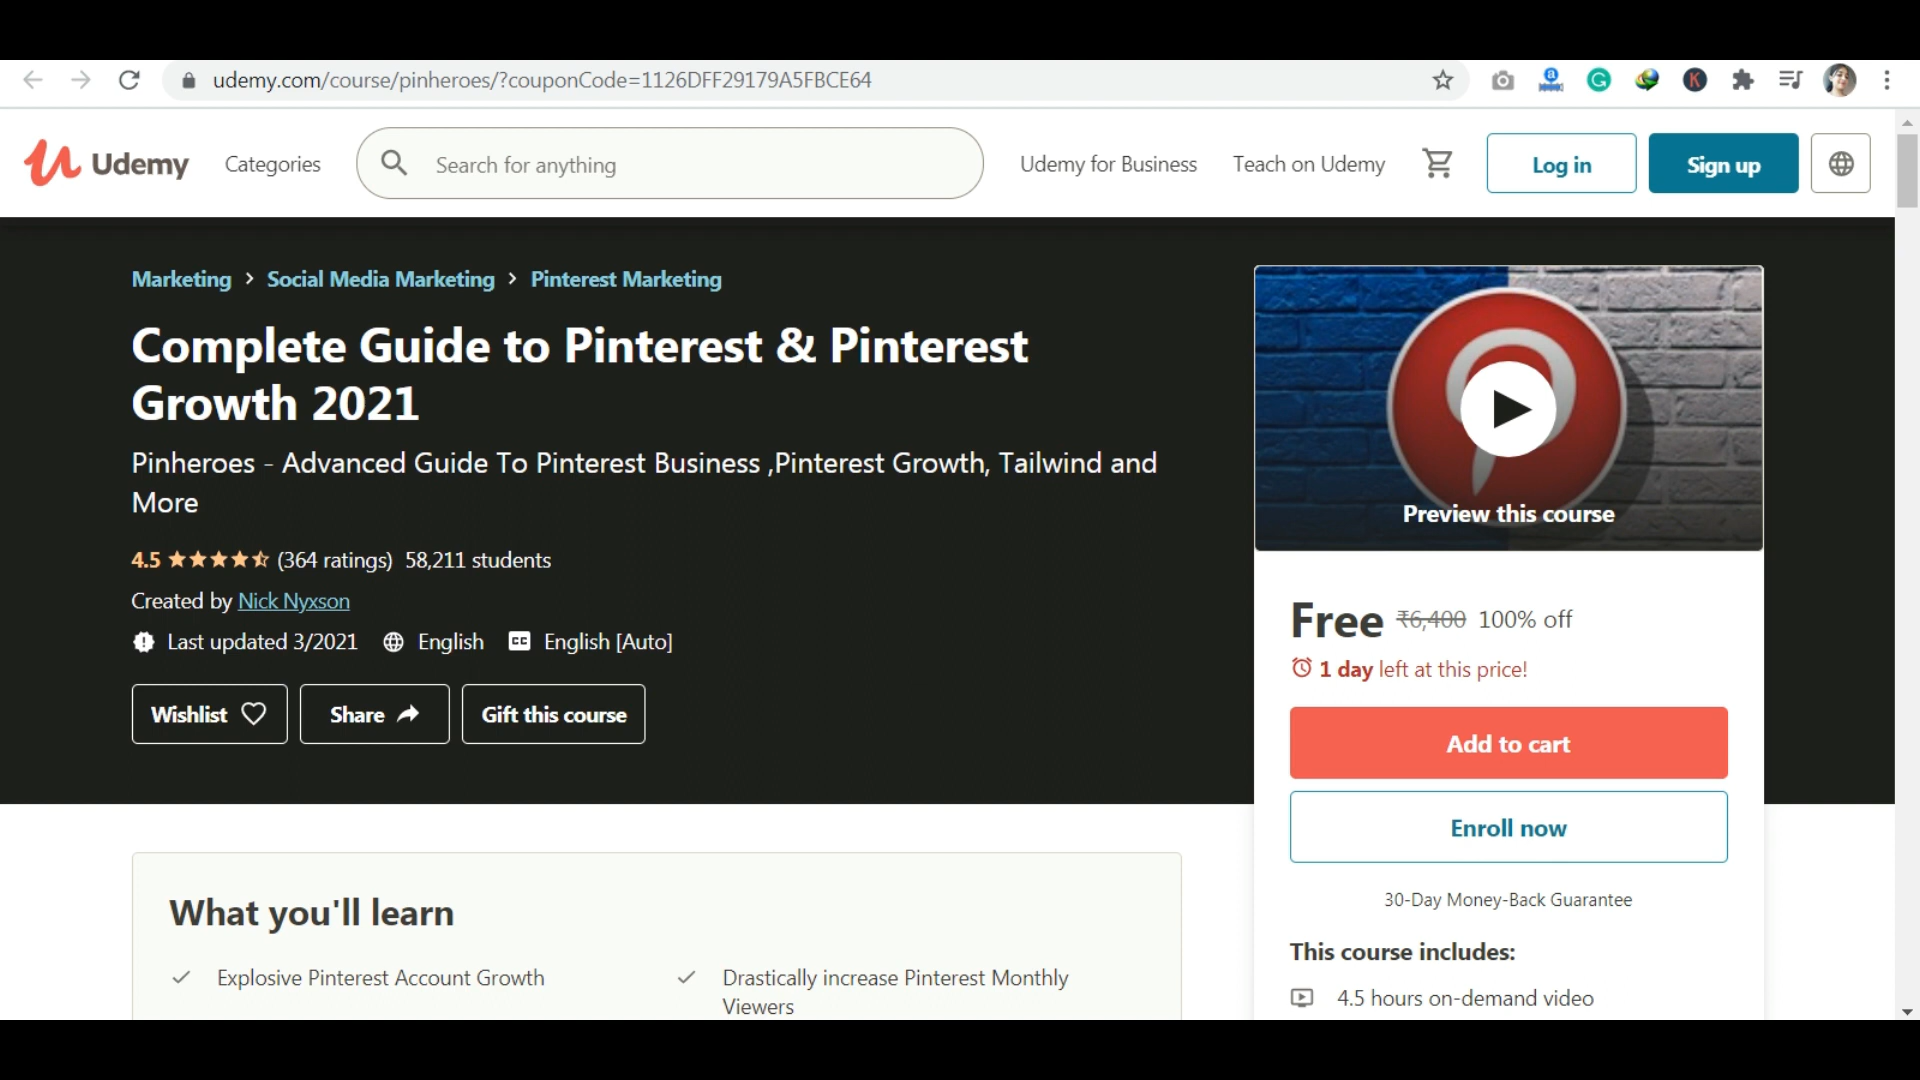 udemy.com/course/pinheroes/?couponCode=1126DFF29179A5FBCE64
Udemy
Categories
Search for anything
Udemy for Business
Teach on Udemy
Log in
Sign up
Marketing > Social Media Marketing > Pinterest Marketing
Complete Guide to Pinterest & Pinterest
Growth 2021
Pinheroes - Advanced Guide To Pinterest Business ,Pinterest Growth, Tailwind and
More
4.5 (364 ratings) 58,211 students
Created by Nick Nyxson
Last updated 3/2021 English CC English [Auto]
Wishlist
Share
Gift this course
Preview this course
Free ₹6,400 100% off
1 day left at this price!
Add to cart
Enroll now
30-Day Money-Back Guarantee
This course includes:
4.5 hours on-demand video
What you'll learn
Explosive Pinterest Account Growth
Drastically increase Pinterest Monthly
Viewers